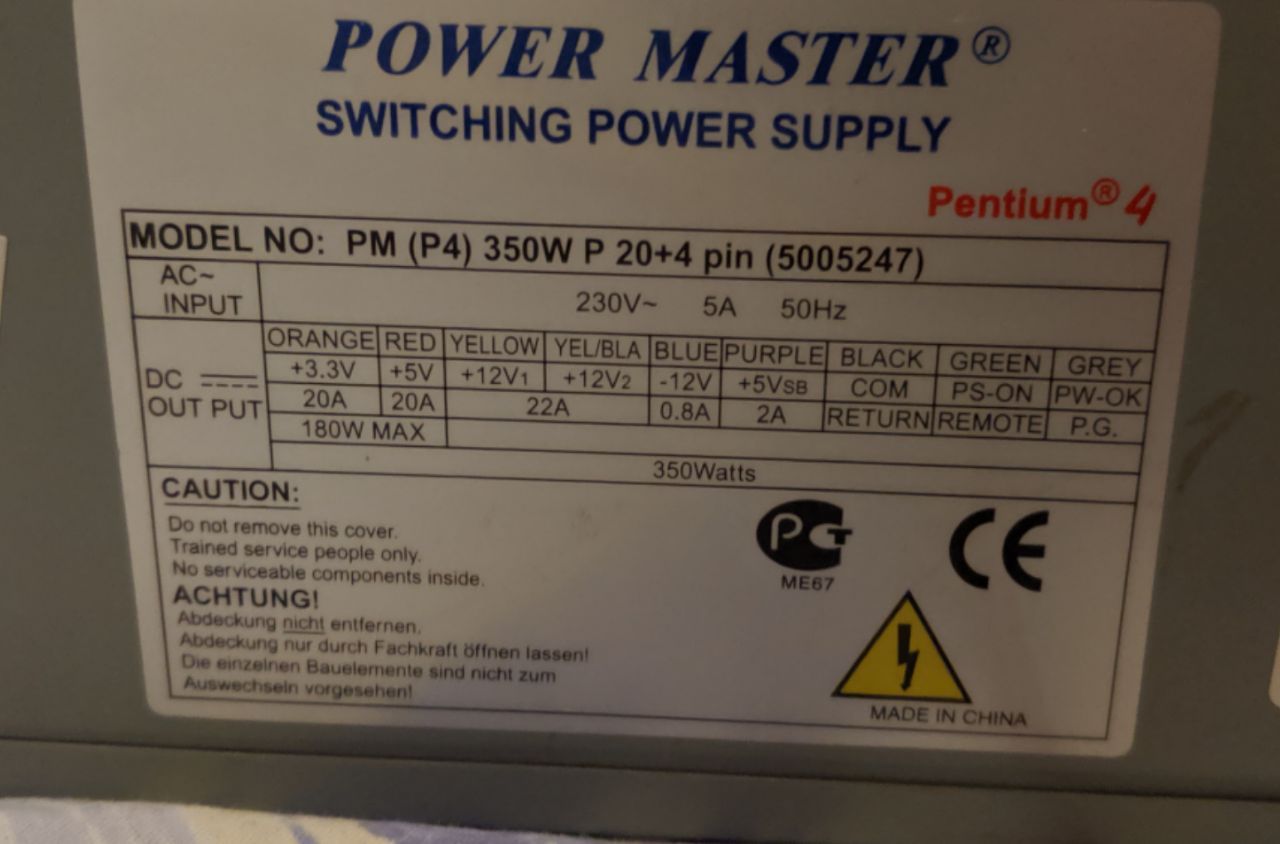 POWER MASTER®
SWITCHING POWER SUPPLY
Pentium® 4
MODEL NO: PM (P4) 350W P 20+4 pin (5005247)
AC~ INPUT 230V~ 5A 50Hz
ORANGE RED YELLOW YEL/BLA BLUE PURPLE BLACK GREEN GREY
DC OUT PUT
+3.3V +5V +12V1 +12V2 -12V +5VSB COM PS-ON PW-OK
20A 20A 22A 0.8A 2A RETURN REMOTE P.G.
180W MAX
350Watts
CAUTION:
Do not remove this cover.
Trained service people only.
No serviceable components inside.
ACHTUNG!
Abdeckung nicht entfernen.
Abdeckung nur durch Fachkraft öffnen lassen!
Die einzelnen Bauelemente sind nicht zum
Auswechseln vorgesehen!
РСТ
ME67
CE
MADE IN CHINA